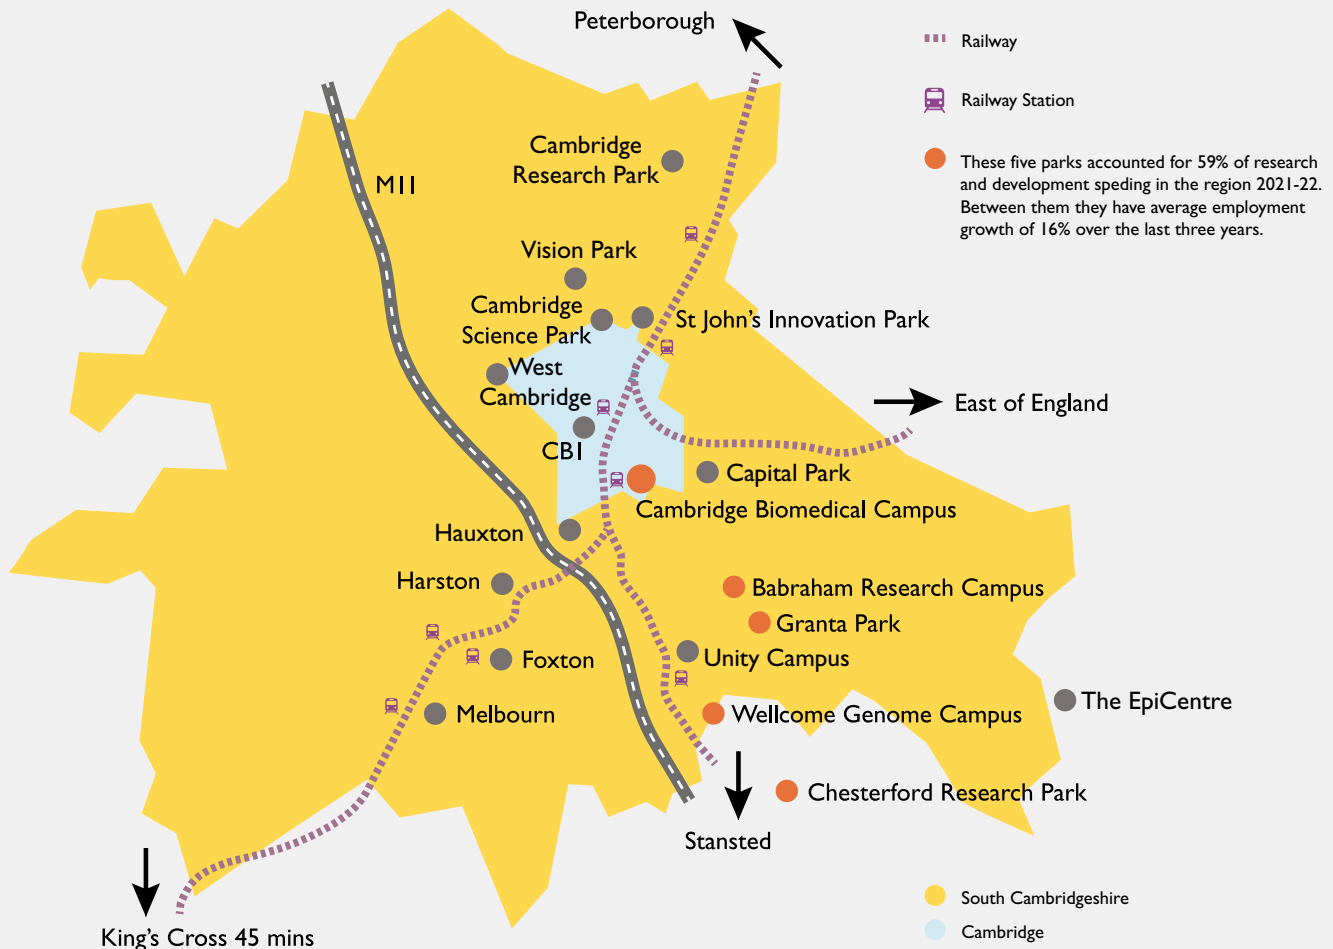 Peterborough
Railway
Railway Station
These five parks accounted for 59% of research
and development speding in the region 2021-22.
Between them they have average employment
growth of 16% over the last three years.
Cambridge
Research Park
M11
Vision Park
Cambridge
Science Park
St John's Innovation Park
West
Cambridge
East of England
CB1
Capital Park
Cambridge Biomedical Campus
Hauxton
Harston
Babraham Research Campus
Granta Park
Foxton
Unity Campus
The EpiCentre
Melbourn
Wellcome Genome Campus
Chesterford Research Park
Stansted
South Cambridgeshire
Cambridge
King's Cross 45 mins